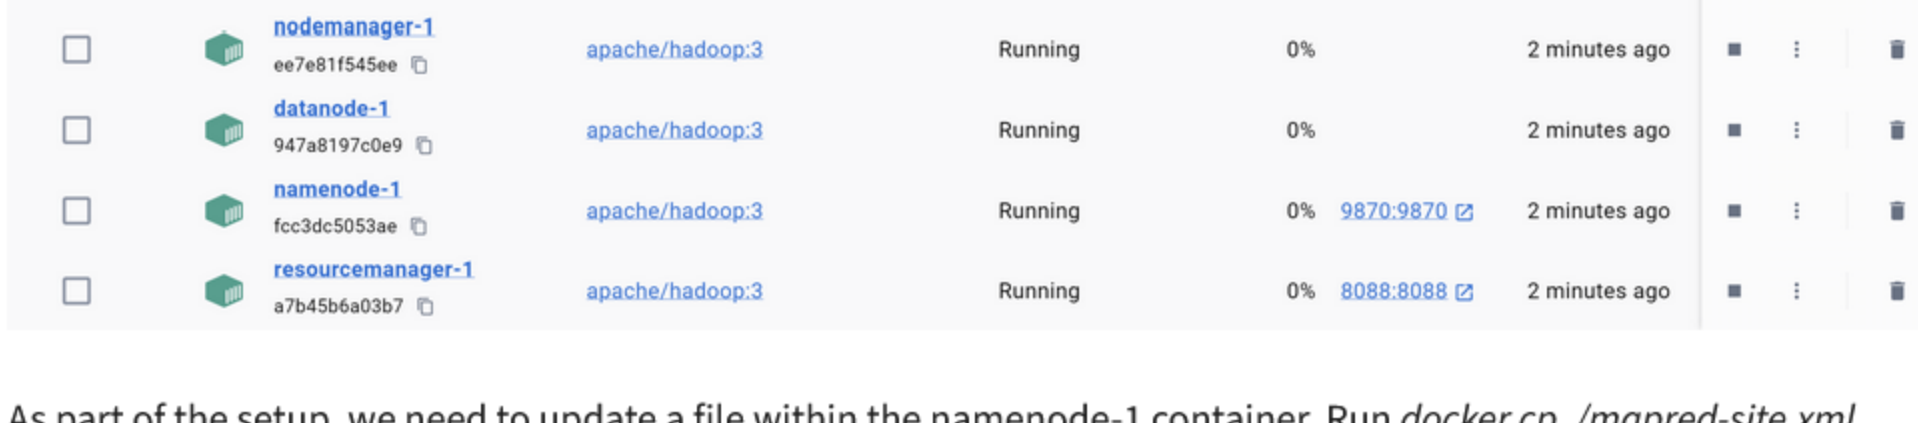 nodemanager-1
ee7e81f545ee
apache/hadoop:3 Running 0% 2 minutes ago
datanode-1
947a8197c0e9
apache/hadoop:3 Running 0% 2 minutes ago
namenode-1
fcc3dc5053ae
apache/hadoop:3 Running 0% 9870:9870 2 minutes ago
resourcemanager-1
a7b45b6a03b7
apache/hadoop:3 Running 0% 8088:8088 2 minutes ago
As part of the setup, we need to update a file within the namenode-1 container. Run docker cp ./mapred-site.xml